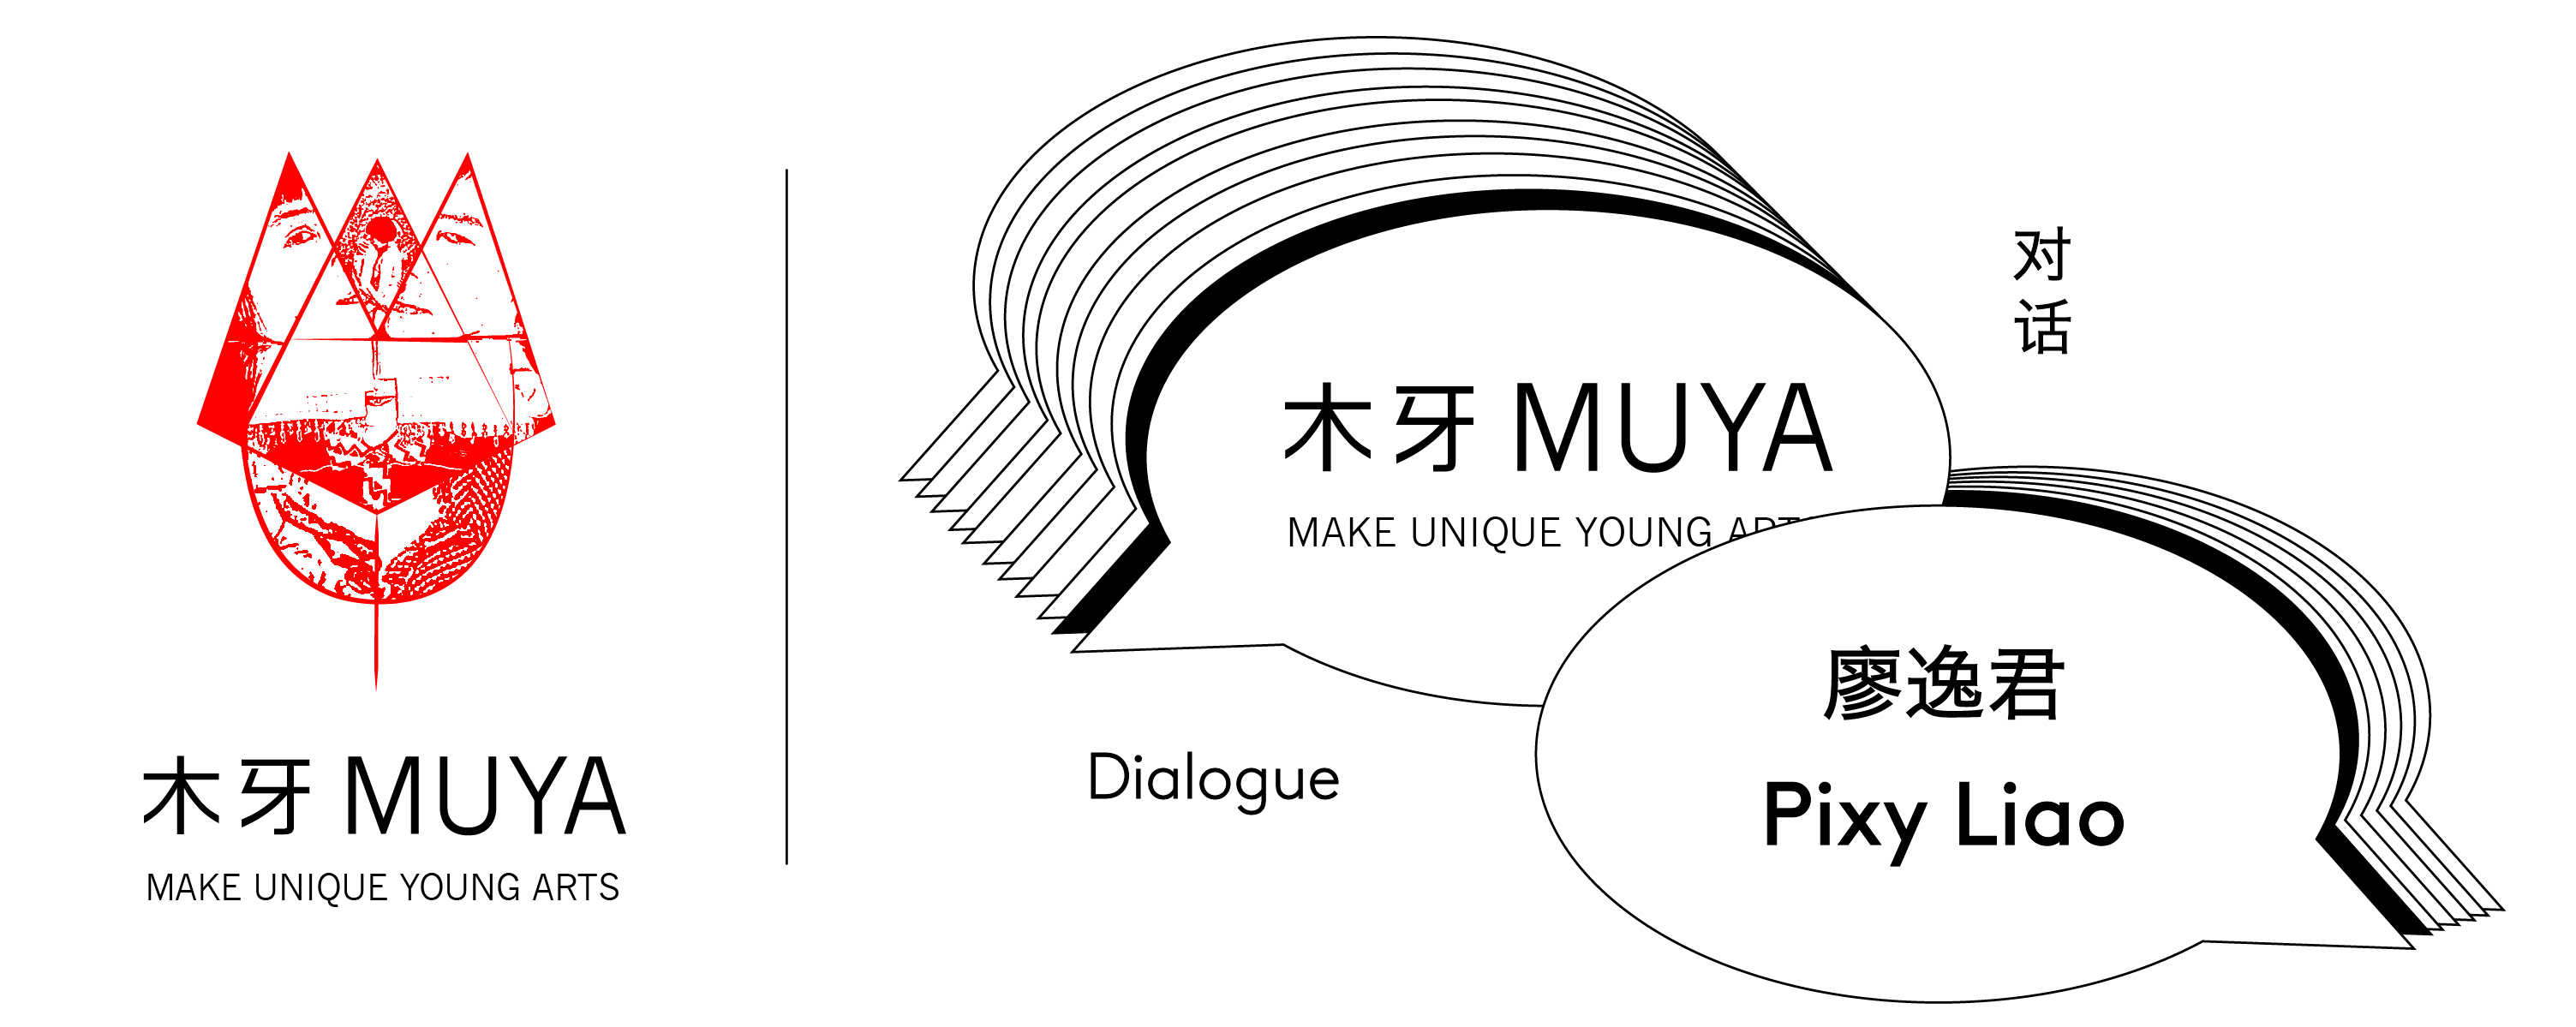 木牙 MUYA
MAKE UNIQUE YOUNG ARTS
对话
木牙 MUYA
MAKE UNIQUE YOUNG
Dialogue
廖逸君
Pixy Liao